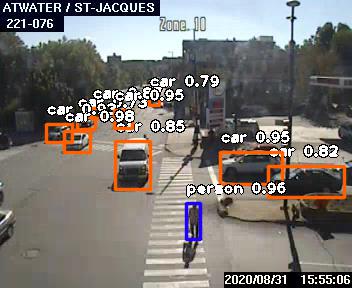 ATWATER / ST-JACQUES
221-076
Zone 10
car 0.79
car 0.95
car 0.98
car 0.85
car 0.95
car 0.82
person 0.96
2020/08/31 15:55:06